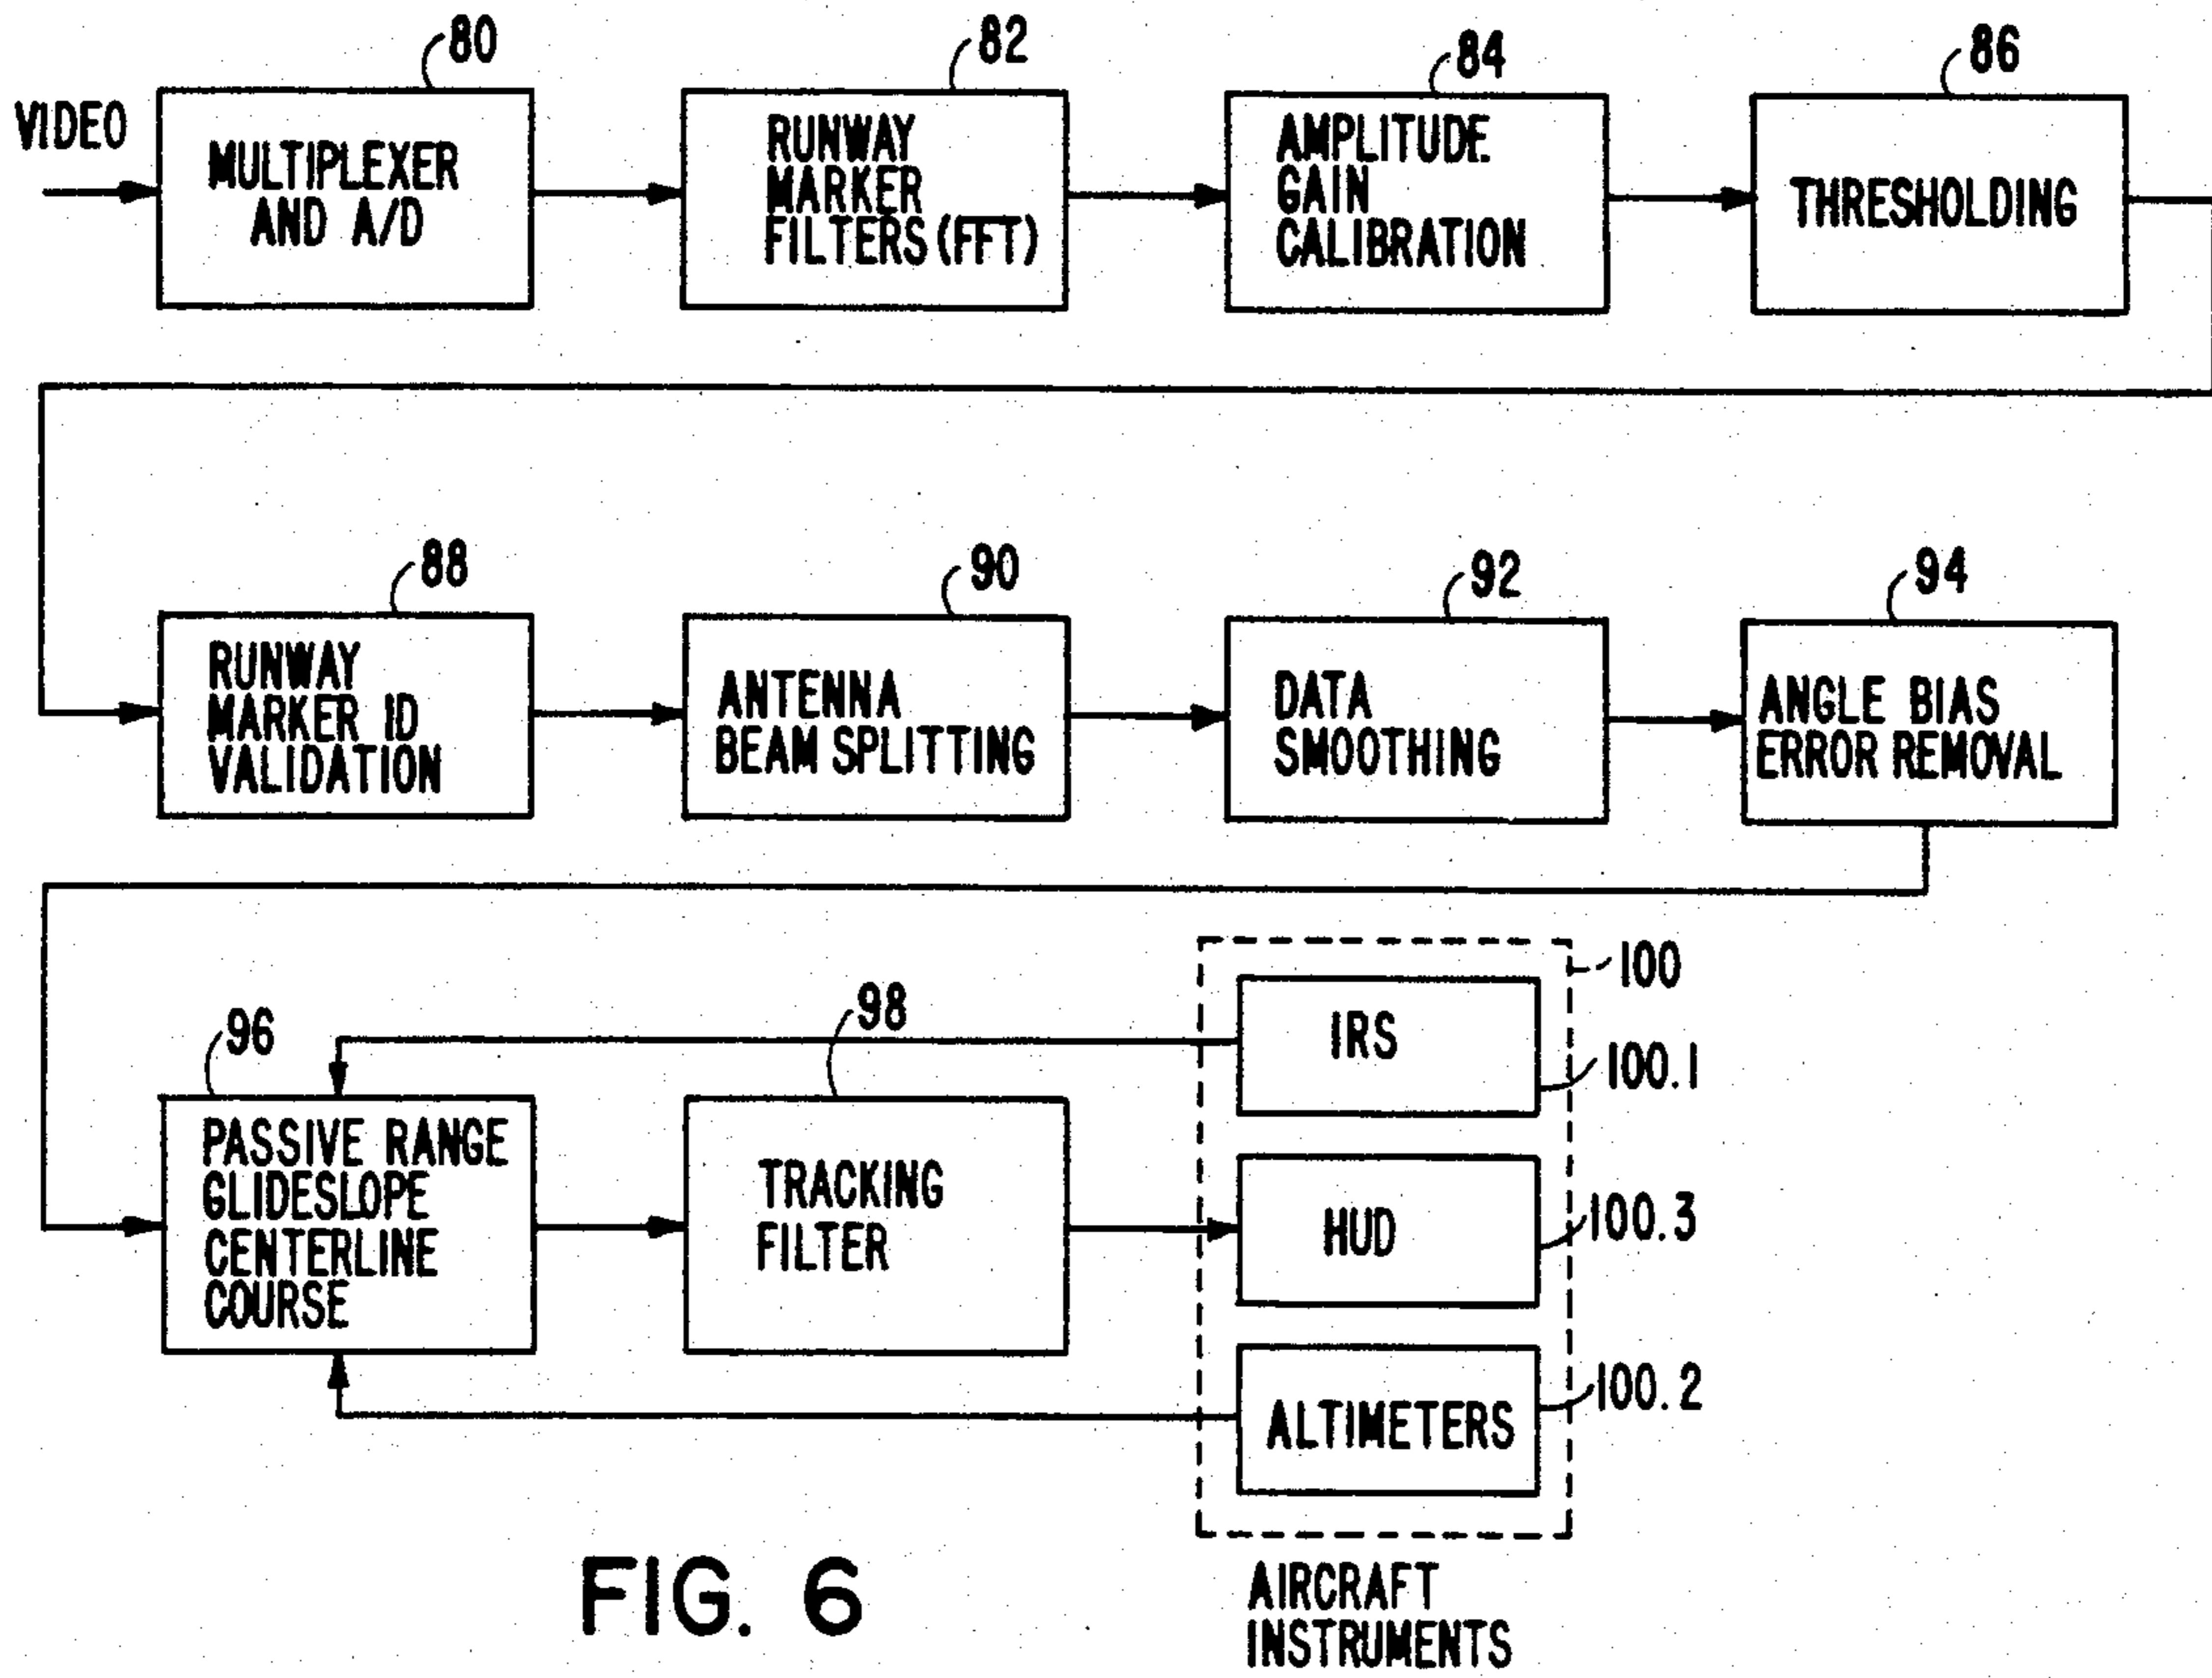 80
82
84
86
VIDEO
MULTIPLEXER
AND A/D
RUNWAY
MARKER
FILTERS (FFT)
AMPLITUDE
GAIN
CALIBRATION
THRESHOLDING
88
90
92
94
RUNWAY
MARKER ID
VALIDATION
ANTENNA
BEAM SPLITTING
DATA
SMOOTHING
ANGLE BIAS
ERROR REMOVAL
96
98
100
IRS
100.1
PASSIVE RANGE
GLIDESLOPE
CENTERLINE
COURSE
TRACKING
FILTER
HUD
100.3
ALTIMETERS
100.2
FIG. 6
AIRCRAFT
INSTRUMENTS